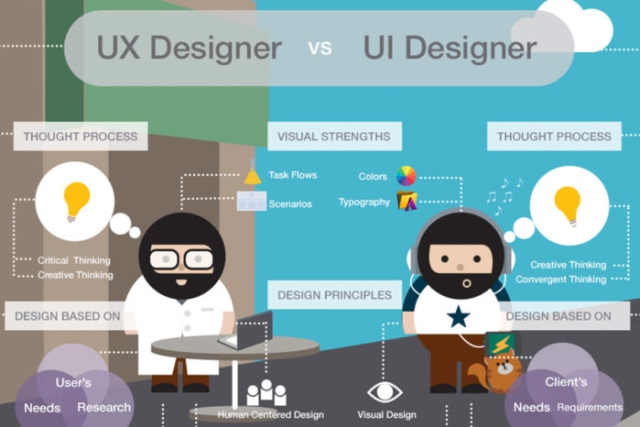 UX Designer vs UI Designer
THOUGHT PROCESS
VISUAL STRENGTHS
THOUGHT PROCESS
Task Flows
Scenarios
Colors
Typography
Critical Thinking
Creative Thinking
Creative Thinking
Convergent Thinking
DESIGN BASED ON
DESIGN PRINCIPLES
DESIGN BASED ON
User's
Needs Research
Human Centered Design
Visual Design
Client's
Needs Requirements